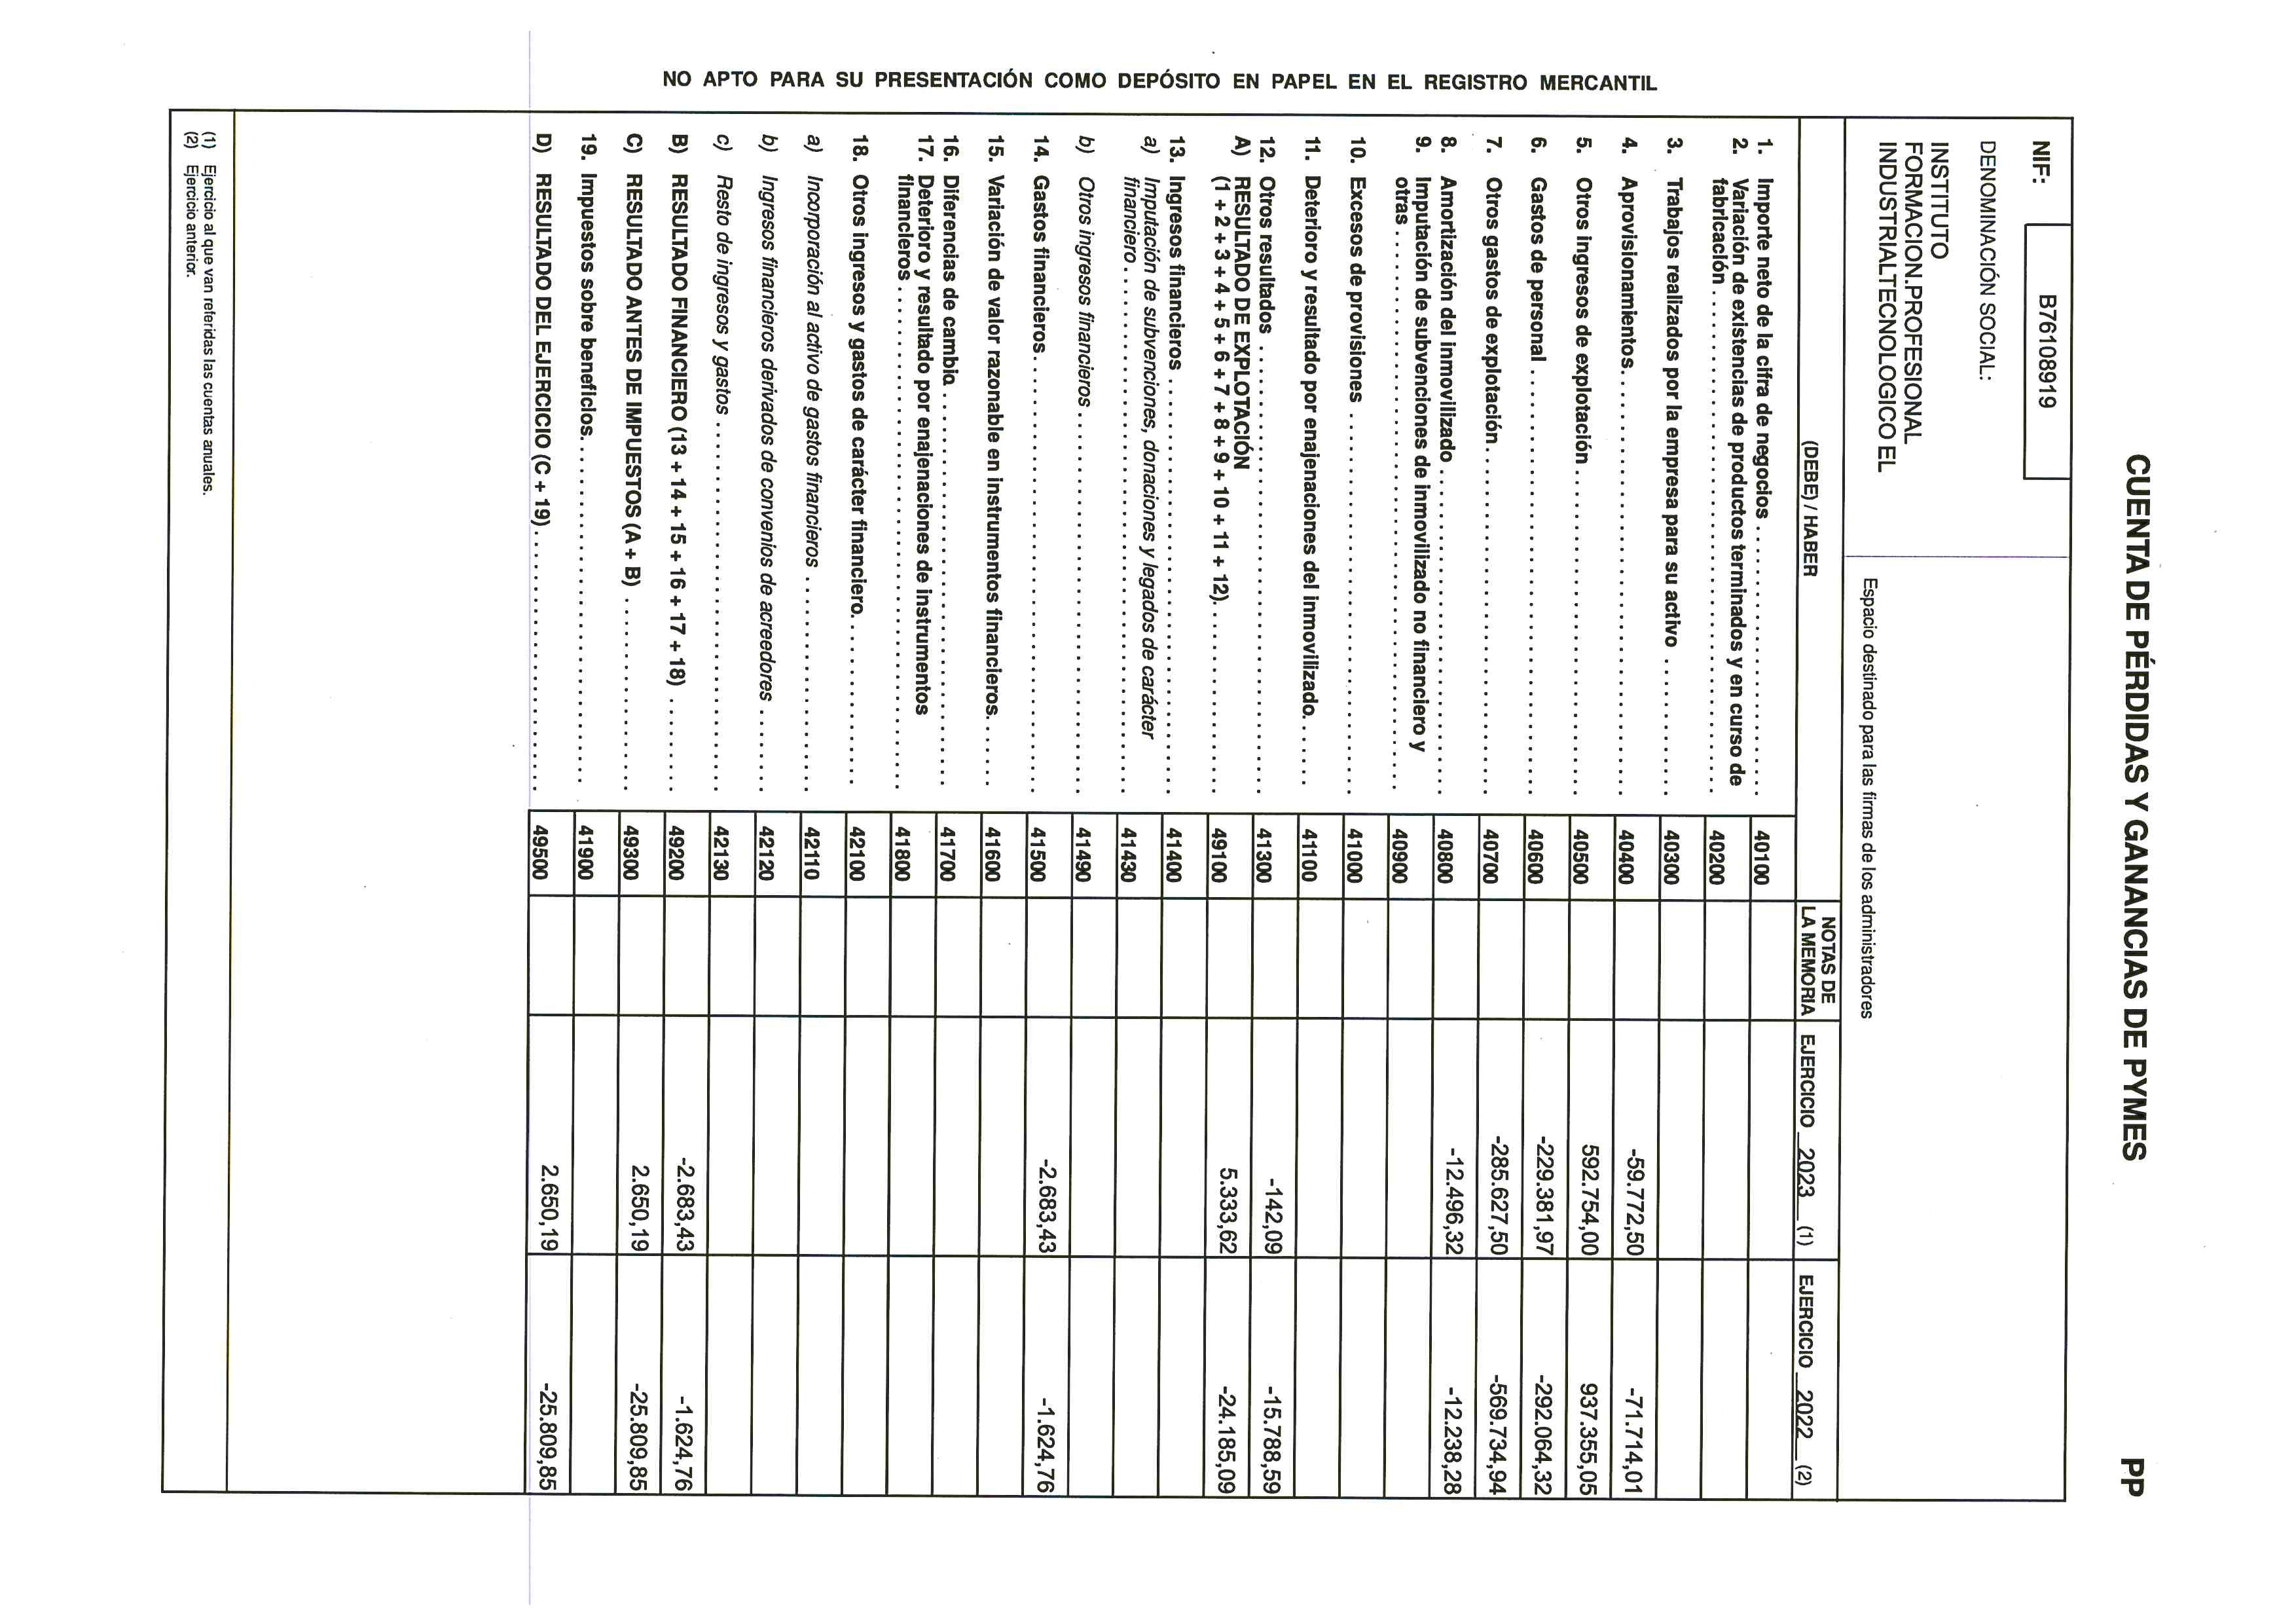 CUENTA DE PÉRDIDAS Y GANANCIAS DE PYMES PP
NIF: B76108919
DENOMINACIÓN SOCIAL:
INSTITUTO
FORMACION.PROFESIONAL
INDUSTRIALTECNOLOGICO EL
Espacio destinado para las firmas de los administradores
(DEBE) / HABER NOTAS DE LA MEMORIA EJERCICIO 2023 (1) EJERCICIO 2022 (2)
1. Importe neto de la cifra de negocios 40100
2. Variación de existencias de productos terminados y en curso de
fabricación 40200
3. Trabajos realizados por la empresa para su activo 40300
4. Aprovisionamientos 40400 -59.772,50 -71.714,01
5. Otros ingresos de explotación 40500 592.754,00 937.355,05
6. Gastos de personal 40600 -229.381,97 -292.064,32
7. Otros gastos de explotación 40700 -285.627,50 -569.734,94
8. Amortización del inmovilizado 40800 -12.496,32 -12.238,28
9. Imputación de subvenciones de inmovilizado no financiero y
otras 40900
10. Excesos de provisiones 41000
11. Deterioro y resultado por enajenaciones del inmovilizado 41100
12. Otros resultados 41300 -142,09 -15.788,59
A) RESULTADO DE EXPLOTACIÓN
(1 + 2 + 3 + 4 + 5 + 6 + 7 + 8 + 9 + 10 + 11 + 12) 49100 5.333,62 -24.185,09
13. Ingresos financieros 41400
a) Imputación de subvenciones, donaciones y legados de carácter
financiero 41430
b) Otros ingresos financieros 41490
14. Gastos financieros 41500 -2.683,43 -1.624,76
15. Variación de valor razonable en instrumentos financieros 41600
16. Diferencias de cambio 41700
17. Deterioro y resultado por enajenaciones de instrumentos
financieros 41800
18. Otros ingresos y gastos de carácter financiero 42100
a) Incorporación al activo de gastos financieros 42110
b) Ingresos financieros derivados de convenios de acreedores 42120
c) Resto de ingresos y gastos 42130
B) RESULTADO FINANCIERO (13 + 14 + 15 + 16 + 17 + 18) 49200 -2.683,43 -1.624,76
C) RESULTADO ANTES DE IMPUESTOS (A + B) 49300 2.650,19 -25.809,85
19. Impuestos sobre beneficios 41900
D) RESULTADO DEL EJERCICIO (C + 19) 49500 2.650,19 -25.809,85
(1) Ejercicio al que van referidas las cuentas anuales.
(2) Ejercicio anterior.
NO APTO PARA SU PRESENTACIÓN COMO DEPÓSITO EN PAPEL EN EL REGISTRO MERCANTIL